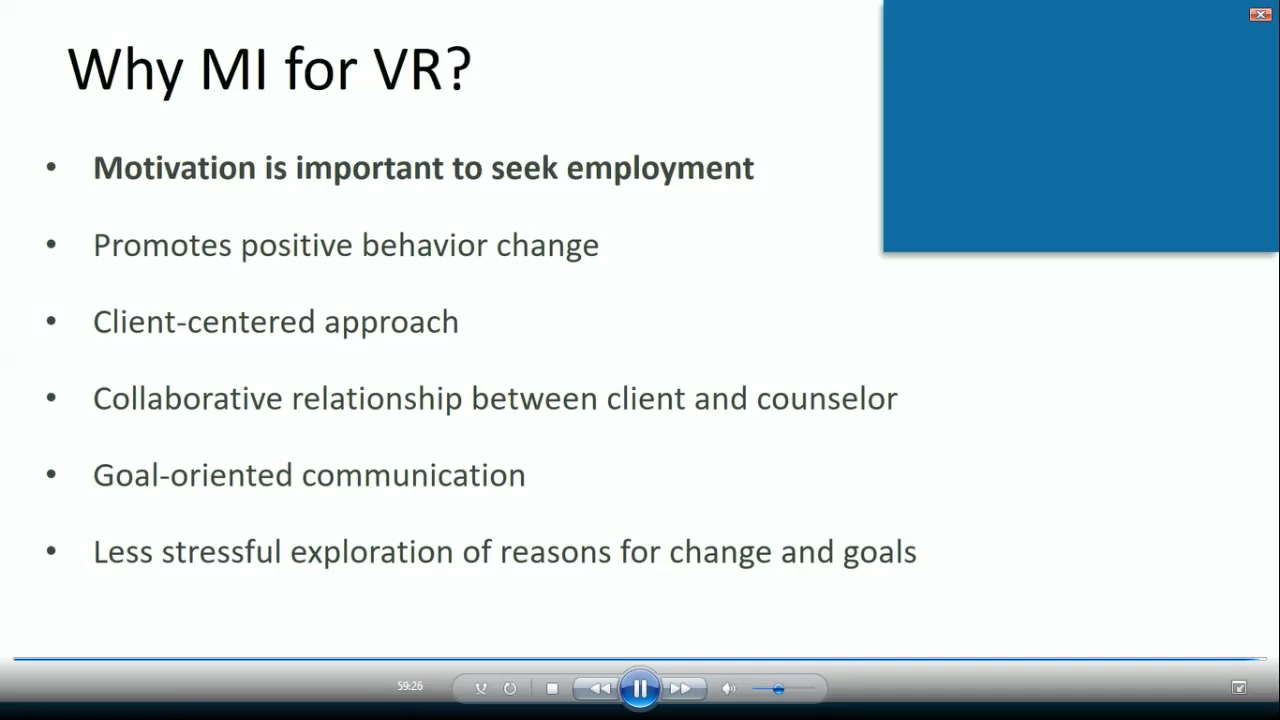 Why MI for VR?
• Motivation is important to seek employment
• Promotes positive behavior change
• Client-centered approach
• Collaborative relationship between client and counselor
• Goal-oriented communication
• Less stressful exploration of reasons for change and goals
59:26